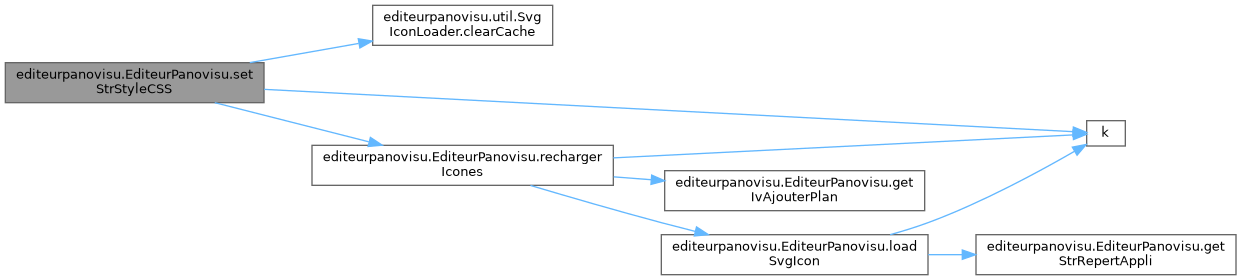 editeurpanovisu.util.Svg
IconLoader.clearCache
editeurpanovisu.EditeurPanovisu.set
StrStyleCSS
k
editeurpanovisu.EditeurPanovisu.recharger
Icones
editeurpanovisu.EditeurPanovisu.get
IvAjouterPlan
editeurpanovisu.EditeurPanovisu.load
SvgIcon
editeurpanovisu.EditeurPanovisu.get
StrRepertAppli